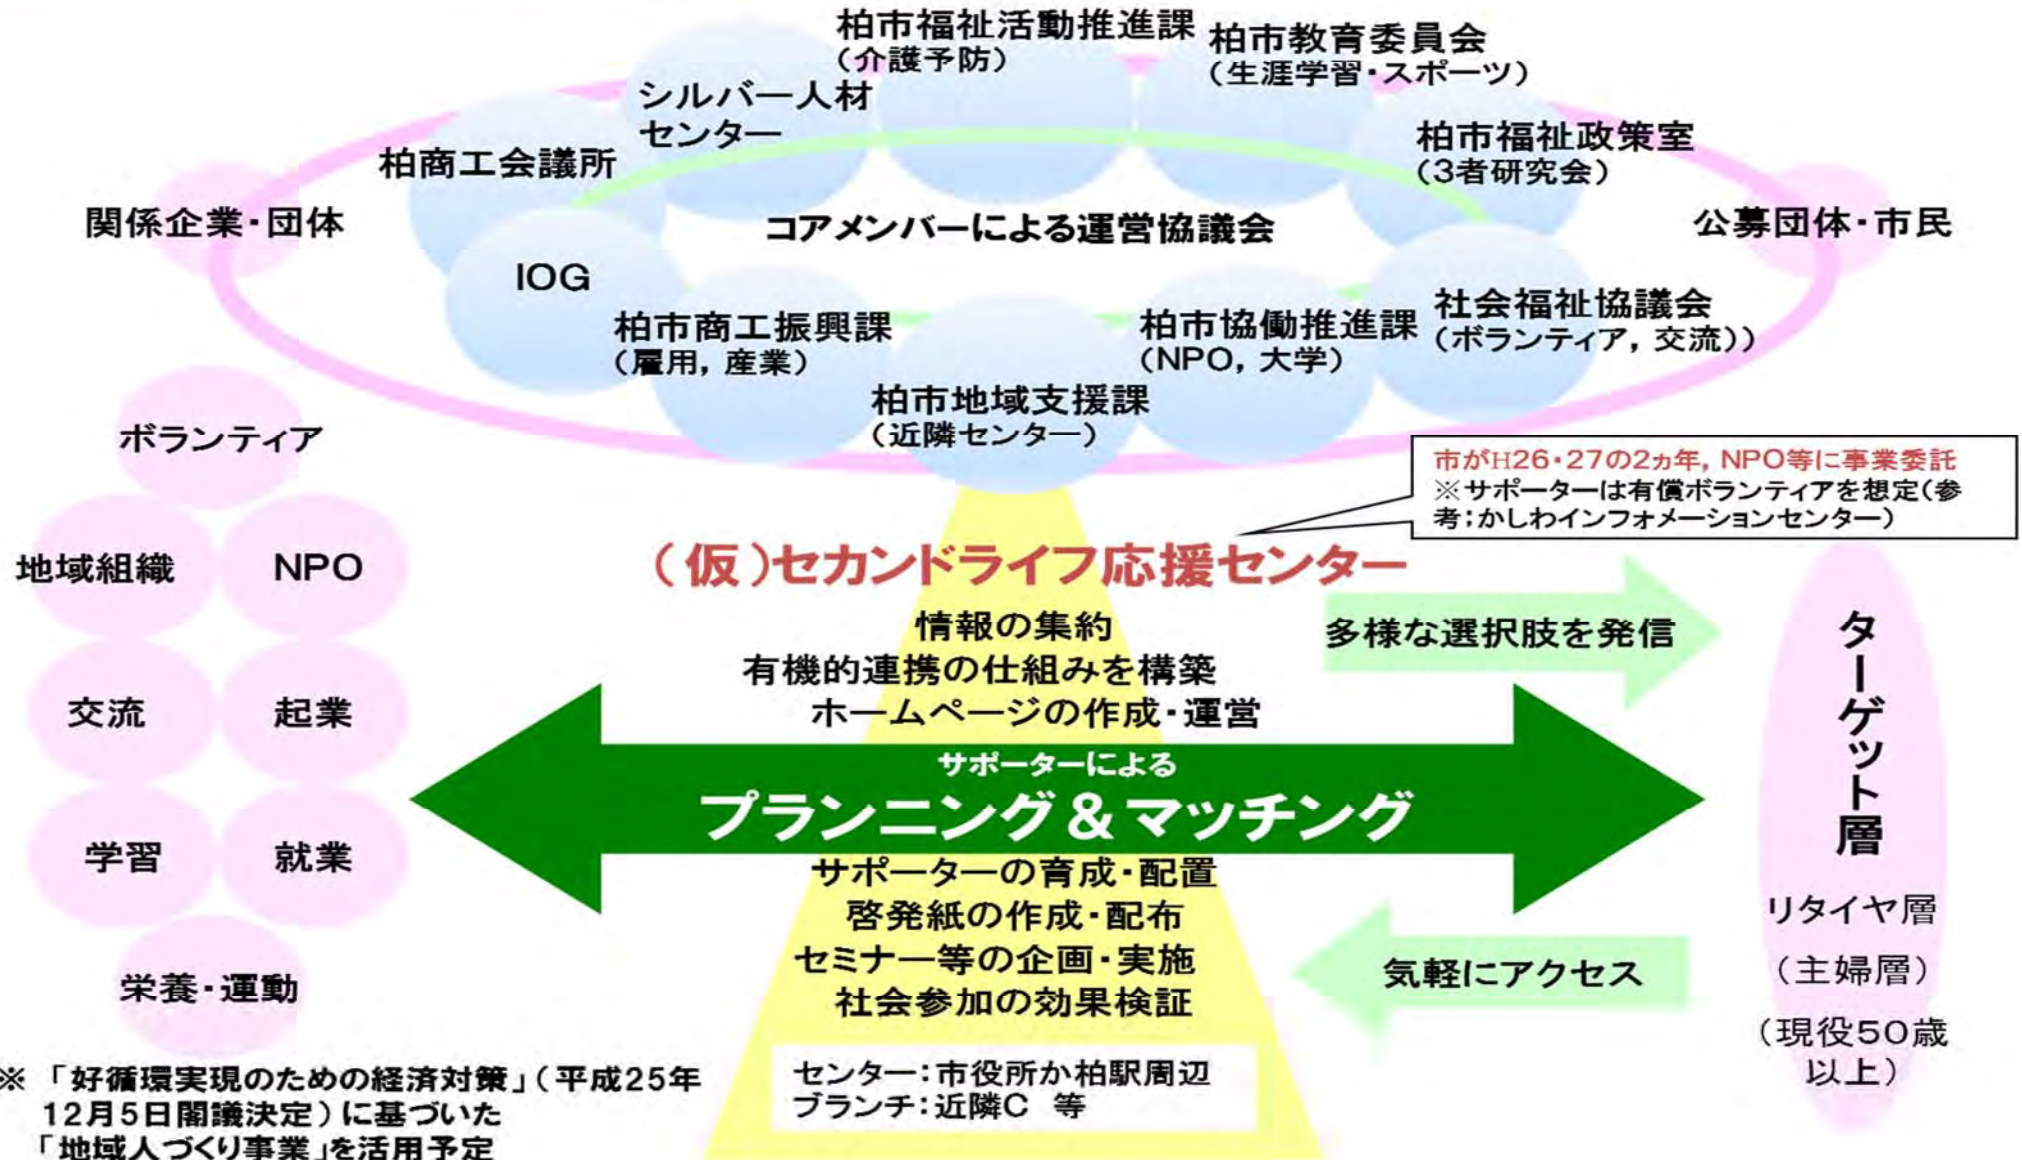 柏市福祉活動推進課
（介護予防）
柏市教育委員会
（生涯学習・スポーツ）
シルバー人材
センター
柏市福祉政策室
（3者研究会）
柏商工会議所
関係企業・団体
公募団体・市民
コアメンバーによる運営協議会
IOG
社会福祉協議会
（ボランティア，交流））
柏市商工振興課
（雇用，産業）
柏市協働推進課
（NPO，大学）
柏市地域支援課
（近隣センター）
市がH26・27の2ヵ年，NPO等に事業委託
※サポーターは有償ボランティアを想定（参
考；かしわインフォメーションセンター）
ボランティア
地域組織
NPO
交流
起業
学習
就業
栄養・運動
（仮）セカンドライフ応援センター
情報の集約
有機的連携の仕組みを構築
ホームページの作成・運営
サポーターによる
プランニング＆マッチング
サポーターの育成・配置
啓発紙の作成・配布
セミナー等の企画・実施
社会参加の効果検証
センター：市役所か柏駅周辺
ブランチ：近隣C　等
多様な選択肢を発信
気軽にアクセス
ターゲット層
リタイヤ層
（主婦層）
（現役50歳
以上）
※「好循環実現のための経済対策」（平成25年
12月5日閣議決定）に基づいた
「地域人づくり事業」を活用予定